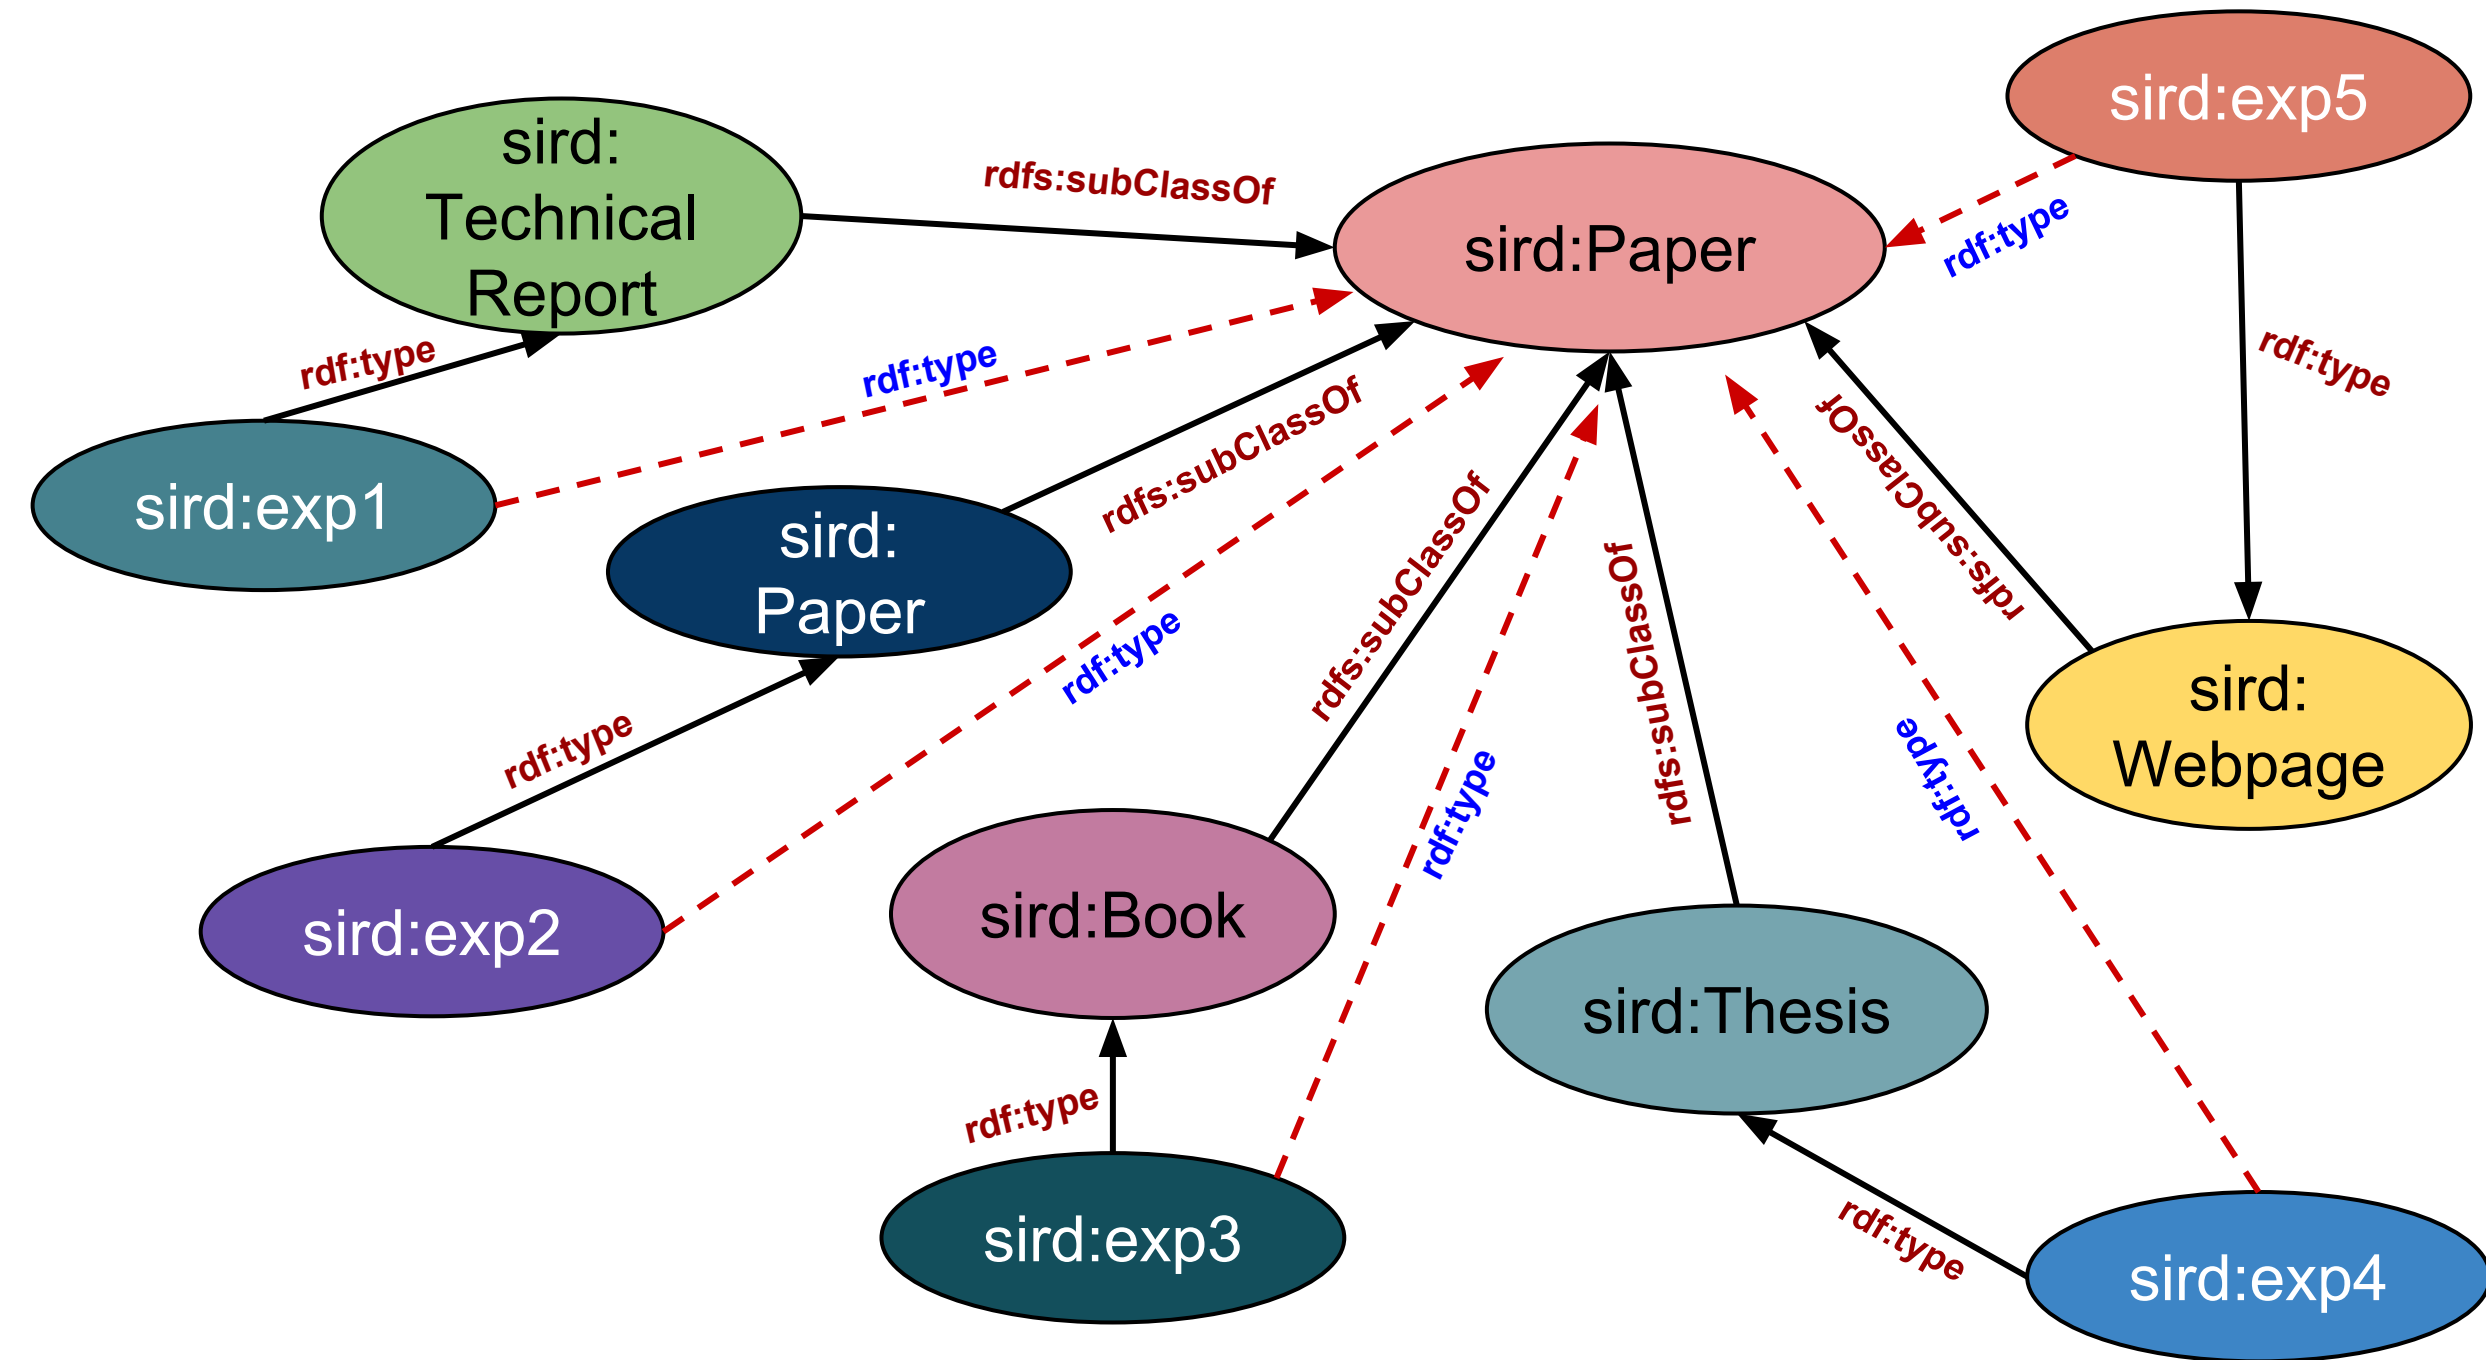 sird:exp5
sird:
Technical
Report
rdfs:subClassOf
sird:Paper
rdf:type
rdf:type
rdf:type
rdf:type
sird:exp1
rdfs:subClassOf
sird:
Paper
rdfs:subClassOf
rdfs:subClassOf
rdfs:subClassOf
rdf:type
sird:
Webpage
rdf:type
rdf:type
rdf:type
sird:exp2
sird:Book
sird:Thesis
rdf:type
sird:exp3
rdf:type
sird:exp4